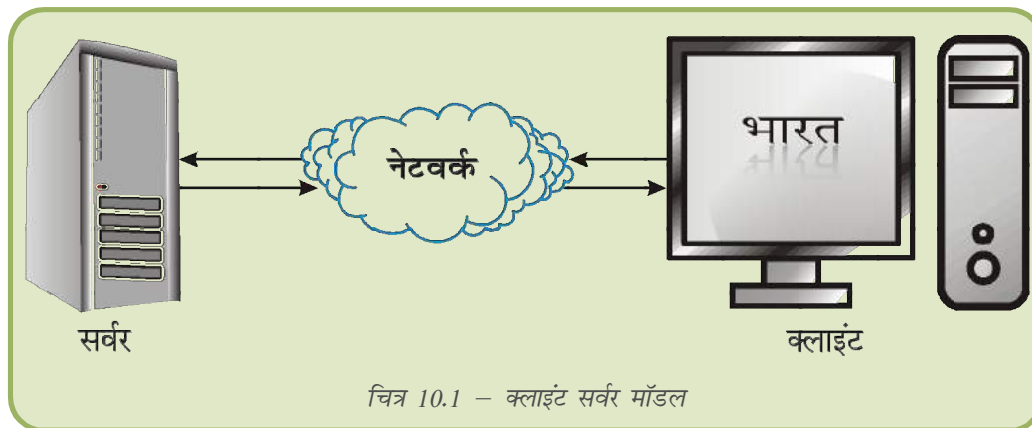 भारत
नेटवर्क
सर्वर
क्लाइंट
चित्र 10.1 – क्लाइंट सर्वर मॉडल